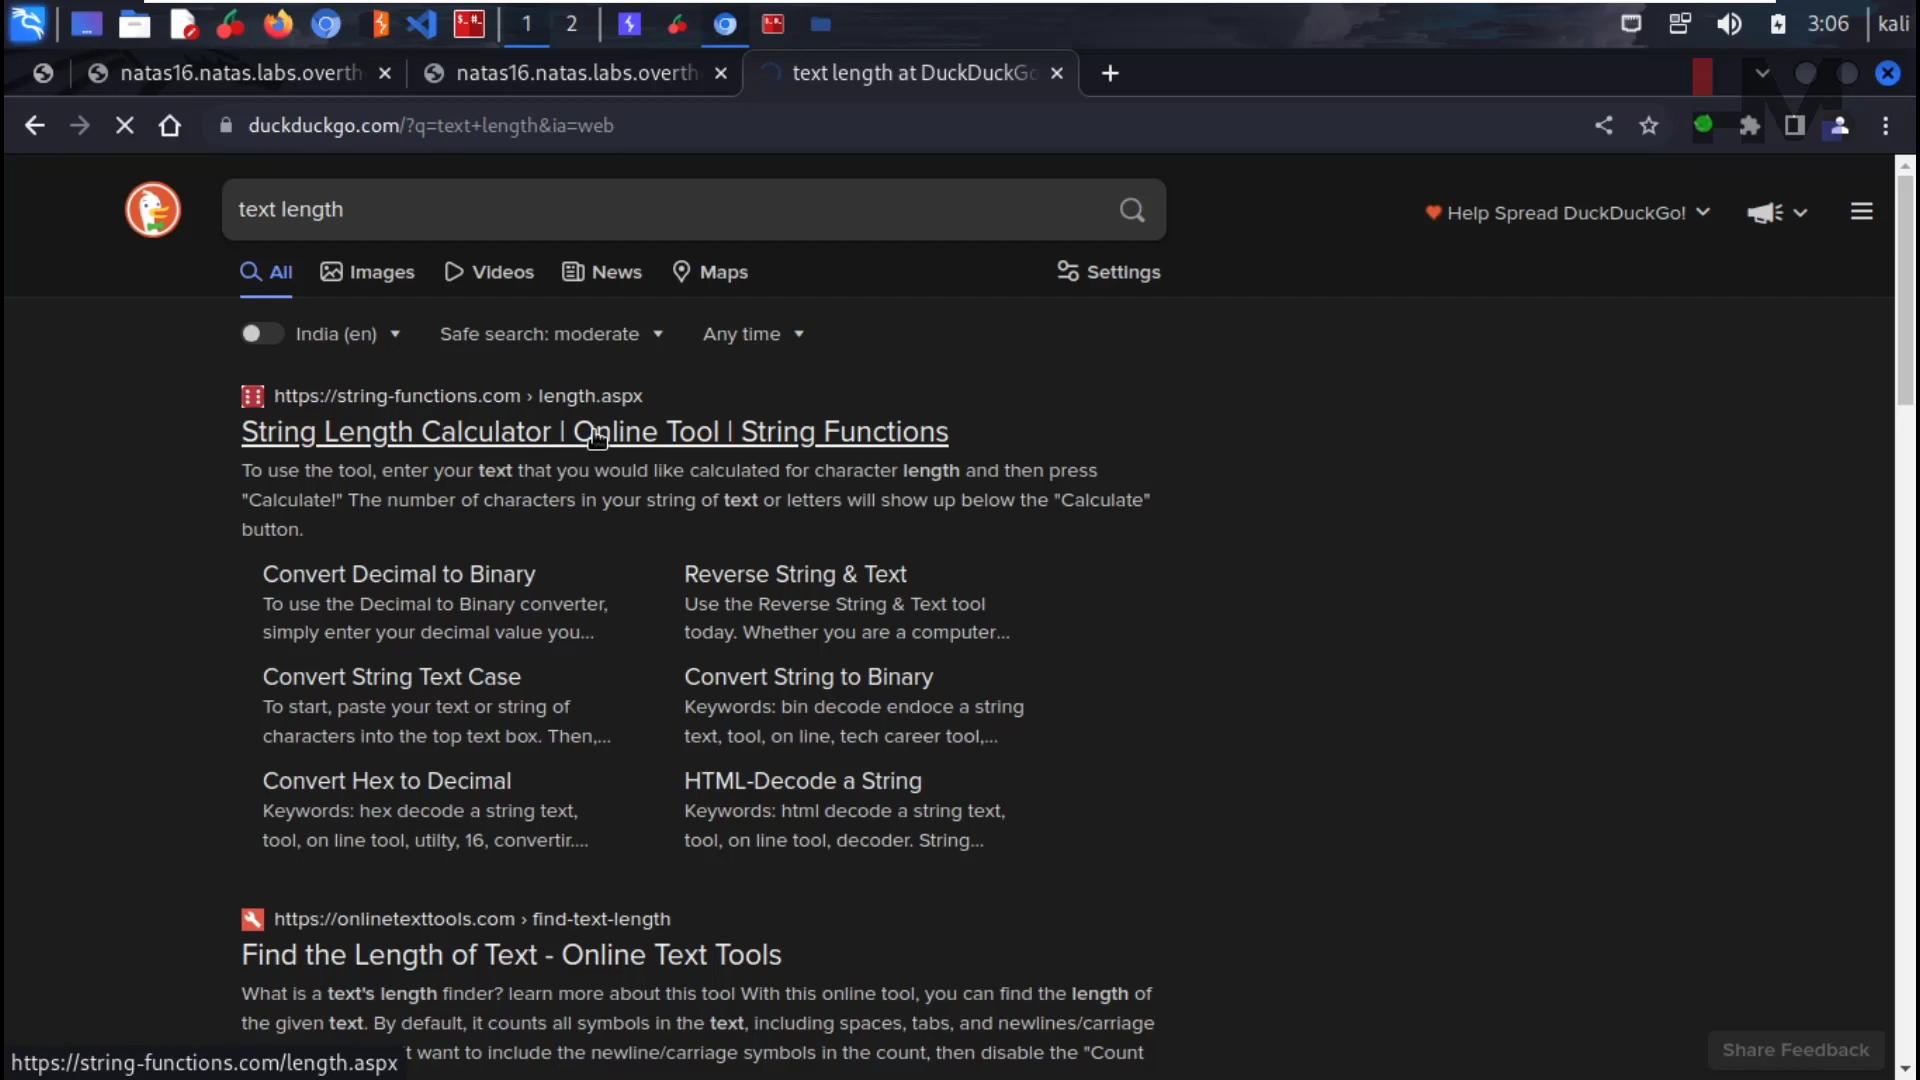 1
2
3:06
kali
natas16.natas.labs.overth
natas16.natas.labs.overth
text length at DuckDuckGo
duckduckgo.com/?q=text+length&ia=web
text length
Help Spread DuckDuckGo!
All
Images
Videos
News
Maps
Settings
India (en)
Safe search: moderate
Any time
https://string-functions.com › length.aspx
String Length Calculator | Online Tool | String Functions
To use the tool, enter your text that you would like calculated for character length and then press
"Calculate!" The number of characters in your string of text or letters will show up below the "Calculate"
button.
Convert Decimal to Binary
To use the Decimal to Binary converter,
simply enter your decimal value you...
Reverse String & Text
Use the Reverse String & Text tool
today. Whether you are a computer...
Convert String Text Case
To start, paste your text or string of
characters into the top text box. Then,...
Convert String to Binary
Keywords: bin decode endoce a string
text, tool, on line, tech career tool,...
Convert Hex to Decimal
Keywords: hex decode a string text,
tool, on line tool, utilty, 16, convertir....
HTML-Decode a String
Keywords: html decode a string text,
tool, on line tool, decoder. String...
https://onlinetexttools.com › find-text-length
Find the Length of Text - Online Text Tools
What is a text's length finder? learn more about this tool With this online tool, you can find the length of
the given text. By default, it counts all symbols in the text, including spaces, tabs, and newlines/carriage
't want to include the newline/carriage symbols in the count, then disable the "Count
https://string-functions.com/length.aspx
Share Feedback